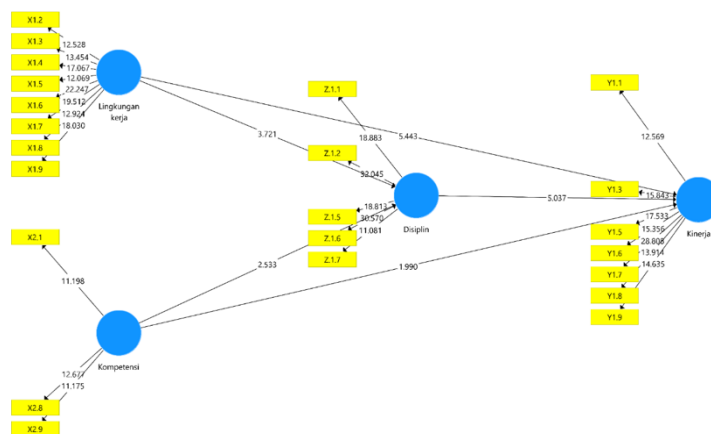 X1.2
X1.3
X1.4
X1.5
X1.6
X1.7
X1.8
X1.9
12.528
13.454
17.067
12.069
22.247
19.512
12.924
18.030
Lingkungan
kerja
3.721
5.443
Z.1.1
18.883
Z.1.2
32.045
Z.1.5
18.813
Z.1.6
30.570
Z.1.7
11.081
Disiplin
5.037
Y1.1
12.569
Y1.3
15.843
Y1.5
17.533
15.356
Y1.6
28.808
Y1.7
13.914
14.635
Y1.8
Y1.9
Kinerja
X2.1
11.198
2.533
1.990
Kompetensi
12.677
11.175
X2.8
X2.9